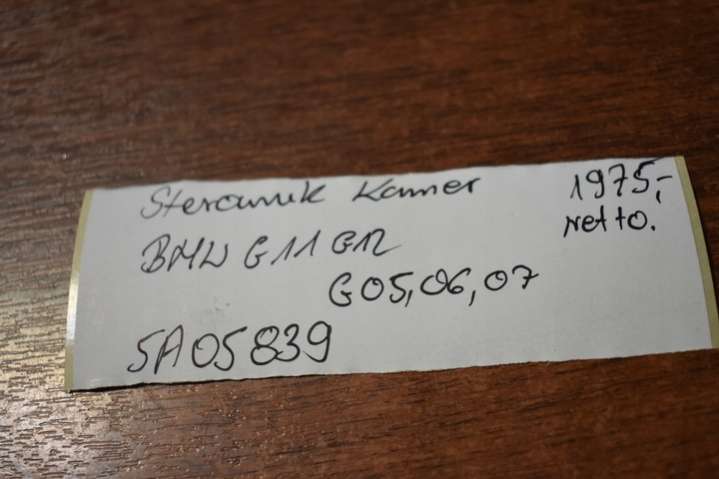 Sterownik Kamer 1975,-
netto.
BMW G11 G12
G05,06,07
5A05839